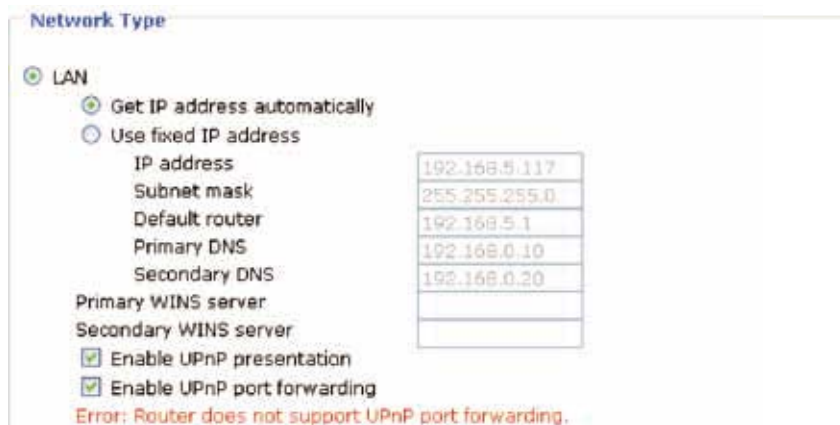 Network Type
LAN
Get IP address automatically
Use fixed IP address
IP address 192.168.5.117
Subnet mask 255.255.255.0
Default router 192.168.5.1
Primary DNS 192.168.0.10
Secondary DNS 192.168.0.20
Primary WINS server
Secondary WINS server
Enable UPnP presentation
Enable UPnP port forwarding
Error: Router does not support UPnP port forwarding.